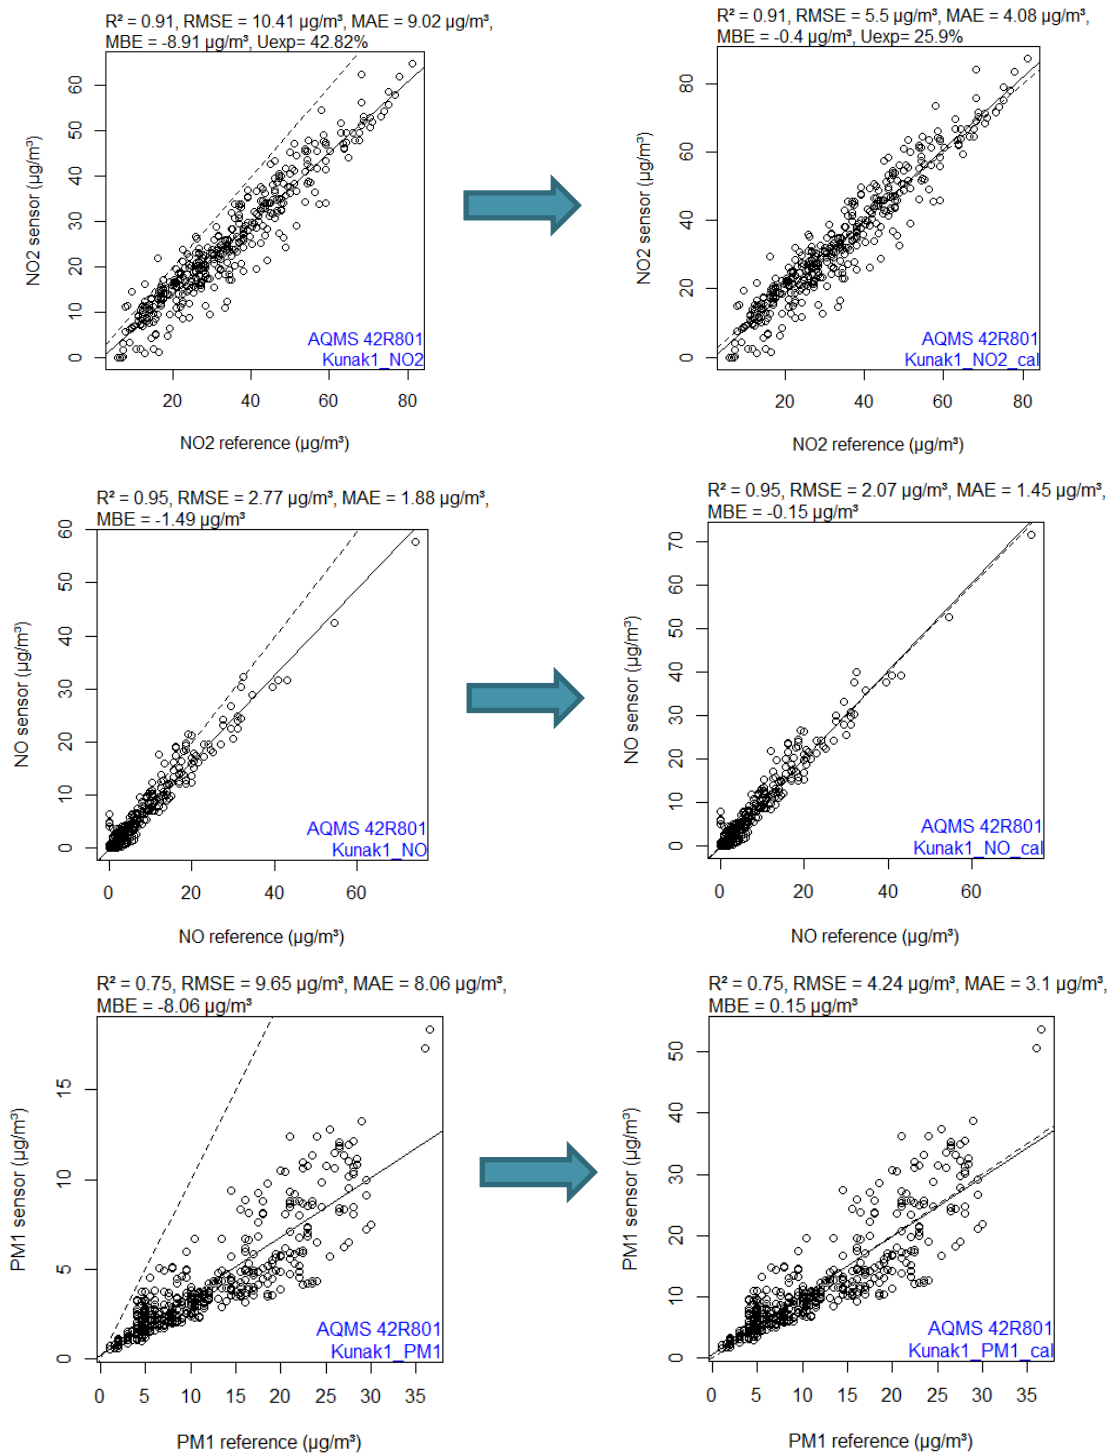 R² = 0.91, RMSE = 10.41 µg/m³, MAE = 9.02 µg/m³,
MBE = -8.91 µg/m³, Uexp= 42.82%
NO2 sensor (µg/m³)
60
50
40
30
20
10
0
AQMS 42R801
Kunak1_NO2
20 40 60 80
NO2 reference (µg/m³)
R² = 0.91, RMSE = 5.5 µg/m³, MAE = 4.08 µg/m³,
MBE = -0.4 µg/m³, Uexp= 25.9%
NO2 sensor (µg/m³)
80
60
40
20
0
AQMS 42R801
Kunak1_NO2_cal
20 40 60 80
NO2 reference (µg/m³)
R² = 0.95, RMSE = 2.77 µg/m³, MAE = 1.88 µg/m³,
MBE = -1.49 µg/m³
NO sensor (µg/m³)
60
50
40
30
20
10
0
AQMS 42R801
Kunak1_NO
0 20 40 60
NO reference (µg/m³)
R² = 0.95, RMSE = 2.07 µg/m³, MAE = 1.45 µg/m³,
MBE = -0.15 µg/m³
NO sensor (µg/m³)
70
60
50
40
30
20
10
0
AQMS 42R801
Kunak1_NO_cal
0 20 40 60
NO reference (µg/m³)
R² = 0.75, RMSE = 9.65 µg/m³, MAE = 8.06 µg/m³,
MBE = -8.06 µg/m³
PM1 sensor (µg/m³)
15
10
5
0
AQMS 42R801
Kunak1_PM1
0 5 10 15 20 25 30 35
PM1 reference (µg/m³)
R² = 0.75, RMSE = 4.24 µg/m³, MAE = 3.1 µg/m³,
MBE = 0.15 µg/m³
PM1 sensor (µg/m³)
50
40
30
20
10
0
AQMS 42R801
Kunak1_PM1_cal
0 5 10 15 20 25 30 35
PM1 reference (µg/m³)